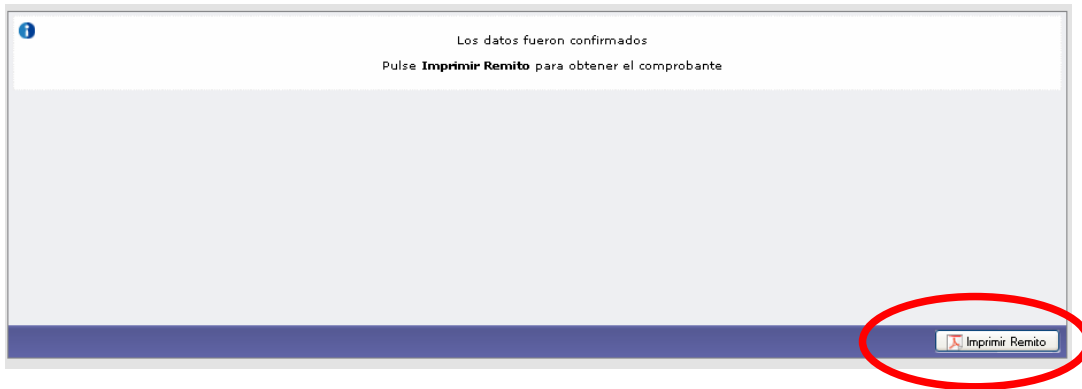 Los datos fueron confirmados
Pulse Imprimir Remito para obtener el comprobante
Imprimir Remito